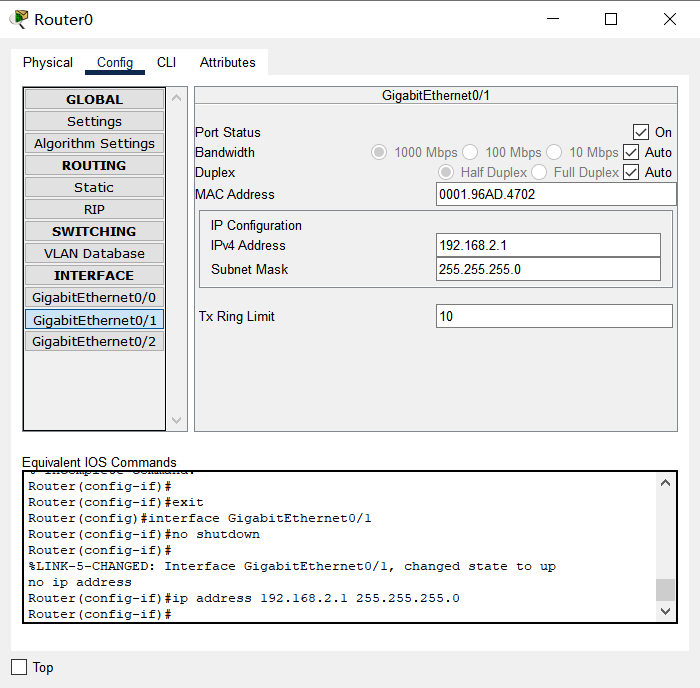 Router0
Physical Config CLI Attributes
GLOBAL
Settings
Algorithm Settings
ROUTING
Static
RIP
SWITCHING
VLAN Database
INTERFACE
GigabitEthernet0/0
GigabitEthernet0/1
GigabitEthernet0/2
GigabitEthernet0/1
Port Status On
Bandwidth 1000 Mbps 100 Mbps 10 Mbps Auto
Duplex Half Duplex Full Duplex Auto
MAC Address 0001.96AD.4702
IP Configuration
IPv4 Address 192.168.2.1
Subnet Mask 255.255.255.0
Tx Ring Limit 10
Equivalent IOS Commands
% Incomplete command.
Router(config-if)#
Router(config-if)#exit
Router(config)#interface GigabitEthernet0/1
Router(config-if)#no shutdown
Router(config-if)#
%LINK-5-CHANGED: Interface GigabitEthernet0/1, changed state to up
no ip address
Router(config-if)#ip address 192.168.2.1 255.255.255.0
Router(config-if)#
Top